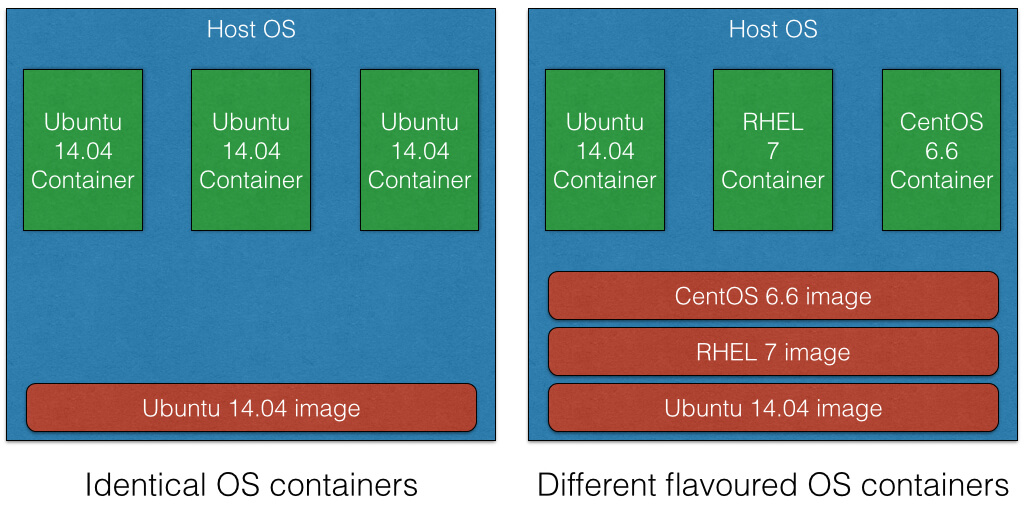 Host OS
Ubuntu
14.04
Container
Ubuntu
14.04
Container
Ubuntu
14.04
Container
Ubuntu 14.04 image
Identical OS containers
Host OS
Ubuntu
14.04
Container
RHEL
7
Container
CentOS
6.6
Container
CentOS 6.6 image
RHEL 7 image
Ubuntu 14.04 image
Different flavoured OS containers